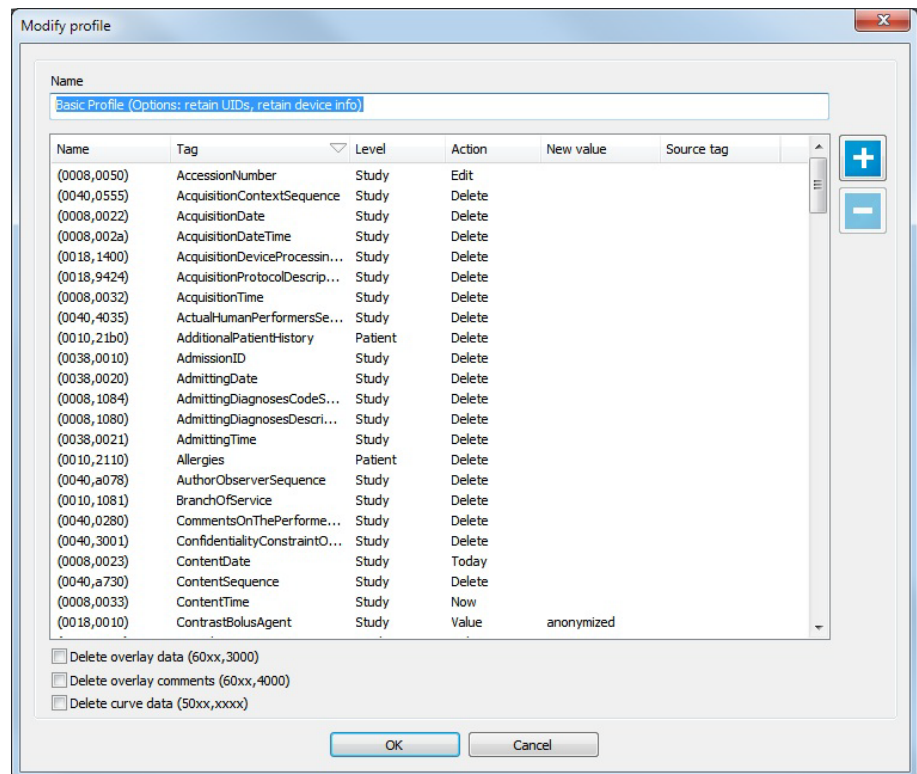 Modify profile
Name
Basic Profile (Options: retain UIDs, retain device info)
Name Tag Level Action New value Source tag
(0008,0050) AccessionNumber Study Edit
(0040,0555) AcquisitionContextSequence Study Delete
(0008,0022) AcquisitionDate Study Delete
(0008,002a) AcquisitionDateTime Study Delete
(0018,1400) AcquisitionDeviceProcessin... Study Delete
(0018,9424) AcquisitionProtocolDescrip... Study Delete
(0008,0032) AcquisitionTime Study Delete
(0040,4035) ActualHumanPerformersSe... Study Delete
(0010,21b0) AdditionalPatientHistory Patient Delete
(0038,0010) AdmissionID Study Delete
(0038,0020) AdmittingDate Study Delete
(0008,1084) AdmittingDiagnosesCodeS... Study Delete
(0008,1080) AdmittingDiagnosesDescri... Study Delete
(0038,0021) AdmittingTime Study Delete
(0010,2110) Allergies Patient Delete
(0040,a078) AuthorObserverSequence Study Delete
(0010,1081) BranchOfService Study Delete
(0040,0280) CommentsOnThePerforme... Study Delete
(0040,3001) ConfidentialityConstraintO... Study Delete
(0008,0023) ContentDate Study Today
(0040,a730) ContentSequence Study Delete
(0008,0033) ContentTime Study Now
(0018,0010) ContrastBolusAgent Study Value anonymized
Delete overlay data (60xx,3000)
Delete overlay comments (60xx,4000)
Delete curve data (50xx,xxxx)
OK Cancel